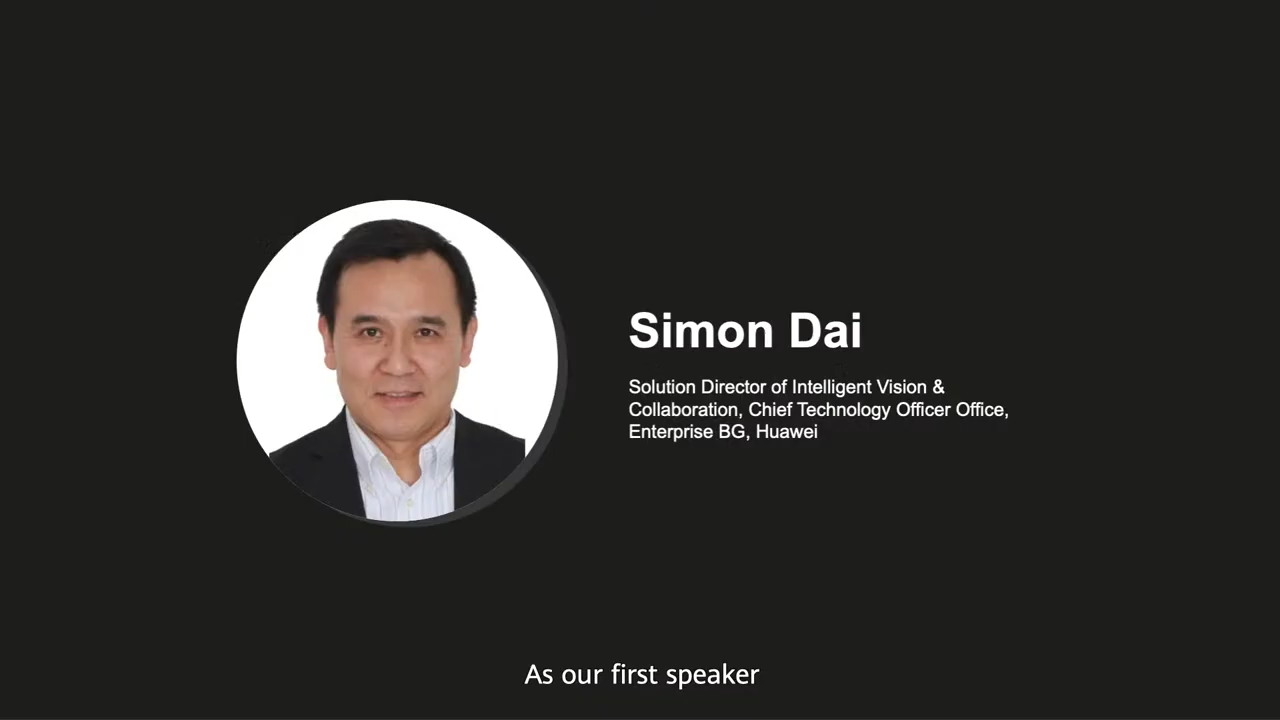 Simon Dai
Solution Director of Intelligent Vision &
Collaboration, Chief Technology Officer Office,
Enterprise BG, Huawei
As our first speaker